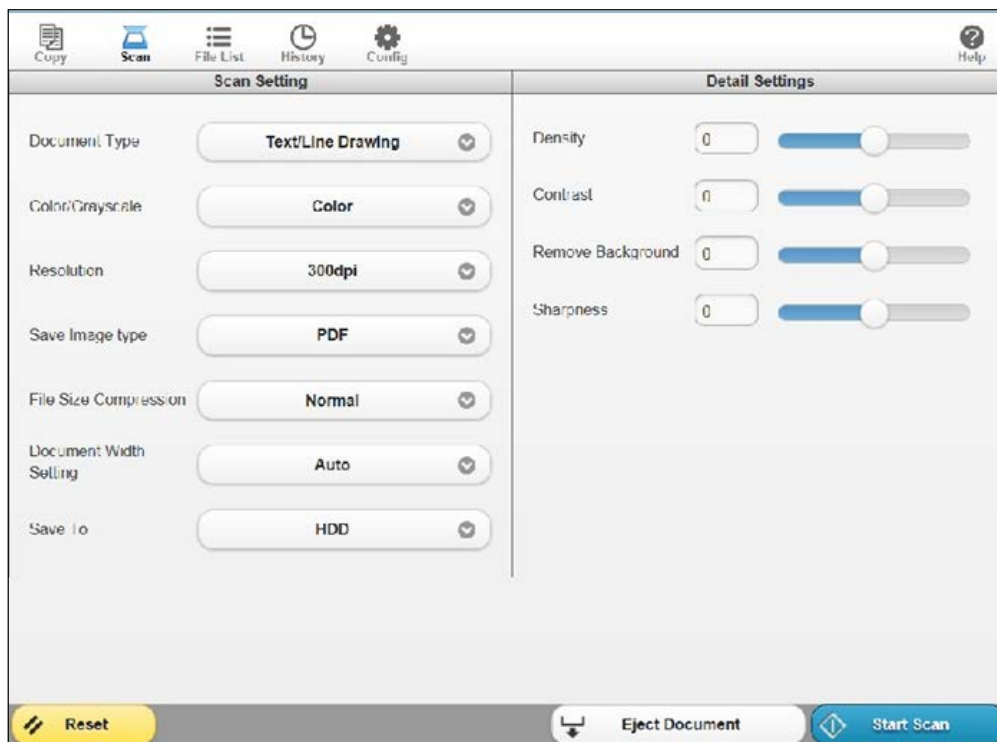 Copy Scan File List History Config Help
Scan Setting Detail Settings
Document Type Text/Line Drawing
Color/Grayscale Color
Resolution 300dpi
Save Image type PDF
File Size Compression Normal
Document Width
Setting Auto
Save To HDD
Density 0
Contrast 0
Remove Background 0
Sharpness 0
Reset Eject Document Start Scan